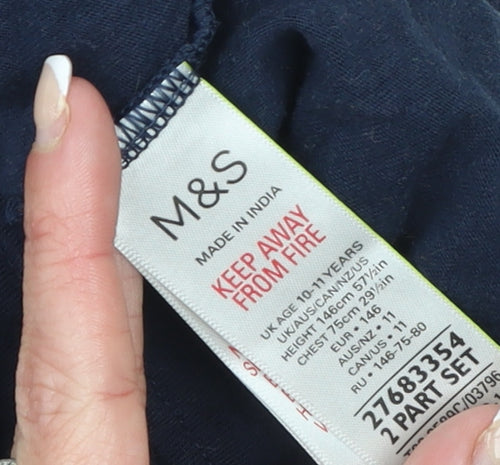 M&S
MADE IN INDIA
KEEP AWAY
FROM FIRE
UK AGE 10-11 YEARS
UK/AUS/CAN/NZ/US
HEIGHT 146cm 57½in
CHEST 75cm 29½in
EUR • 146
AUS/NZ • 11
CAN/US • 11
RU • 146-75-80
27683354
2 PART SET